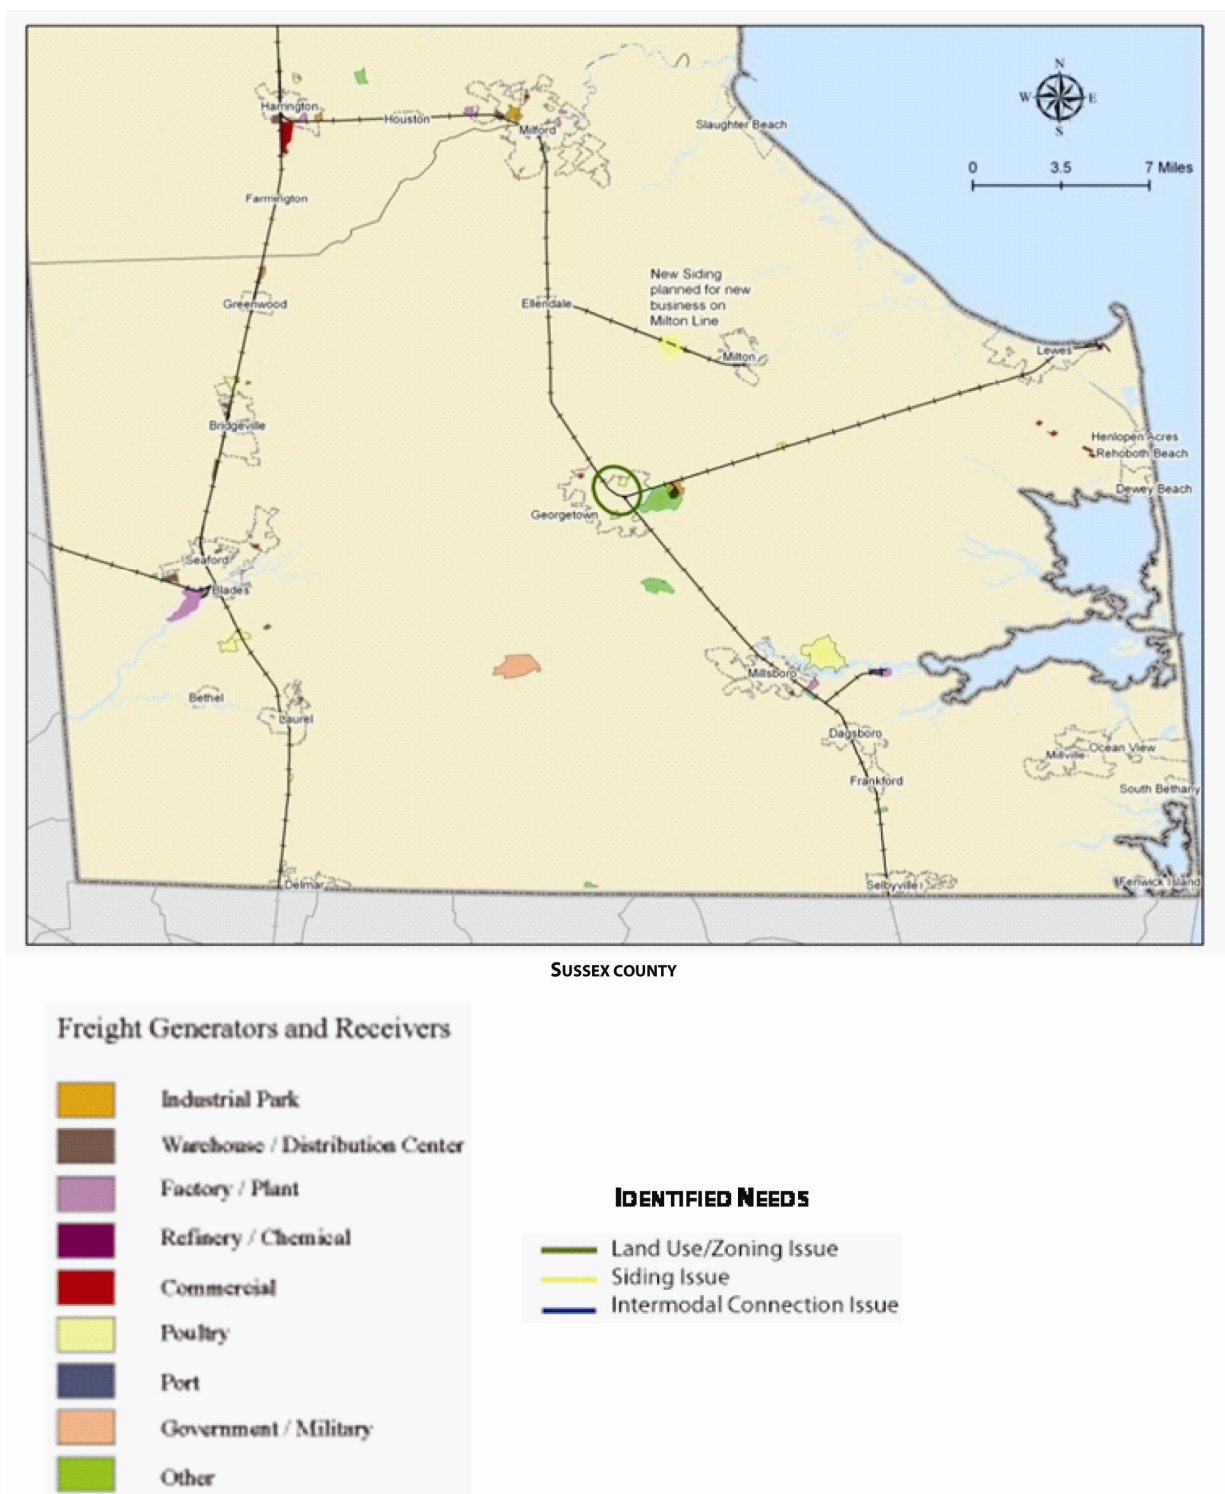 N
W E
S
0 3.5 7 Miles
Harrington
Houston
Milford
Slaughter Beach
Farmington
New Siding
planned for new
business on
Milton Line
Greenwood
Ellendale
Milton
Lewes
Bridgeville
Henlopen Acres
Rehoboth Beach
Dewey Beach
Georgetown
Seaford
Blades
Millsboro
Bethel
Laurel
Dagsboro
Millville
Ocean View
Frankford
South Bethany
Delmar
Selbyville
Fenwick Island
SUSSEX COUNTY
Freight Generators and Receivers
Industrial Park
Warehouse / Distribution Center
Factory / Plant
Refinery / Chemical
Commercial
Poultry
Port
Government / Military
Other
IDENTIFIED NEEDS
Land Use/Zoning Issue
Siding Issue
Intermodal Connection Issue